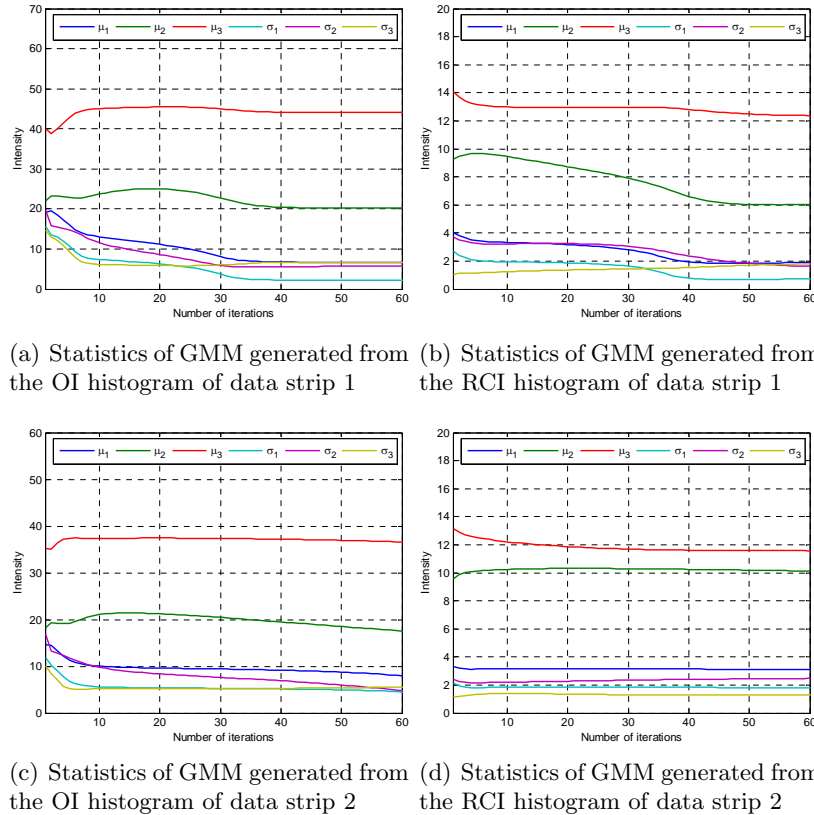 70
60
50
40
30
20
10
0
Intensity
μ1 μ2 μ3 σ1 σ2 σ3
10 20 30 40 50 60
Number of iterations
20
18
16
14
12
10
8
6
4
2
0
Intensity
μ1 μ2 μ3 σ1 σ2 σ3
10 20 30 40 50 60
Number of iterations
(a) Statistics of GMM generated from
the OI histogram of data strip 1
(b) Statistics of GMM generated from
the RCI histogram of data strip 1
60
50
40
30
20
10
0
Intensity
μ1 μ2 μ3 σ1 σ2 σ3
10 20 30 40 50 60
Number of iterations
20
18
16
14
12
10
8
6
4
2
0
Intensity
μ1 μ2 μ3 σ1 σ2 σ3
10 20 30 40 50 60
Number of iterations
(c) Statistics of GMM generated from
the OI histogram of data strip 2
(d) Statistics of GMM generated from
the RCI histogram of data strip 2